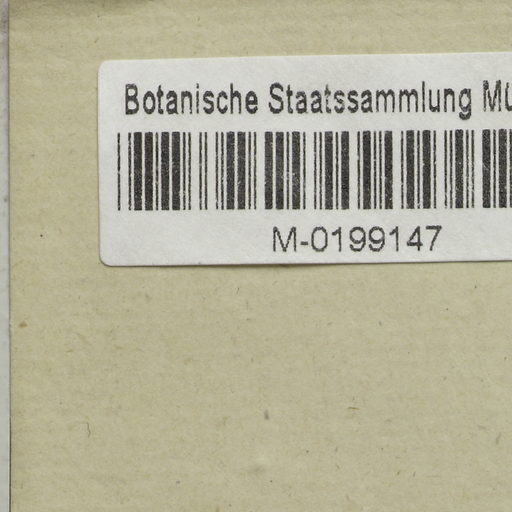 Botanische Staatssammlung Mü
M-0199147